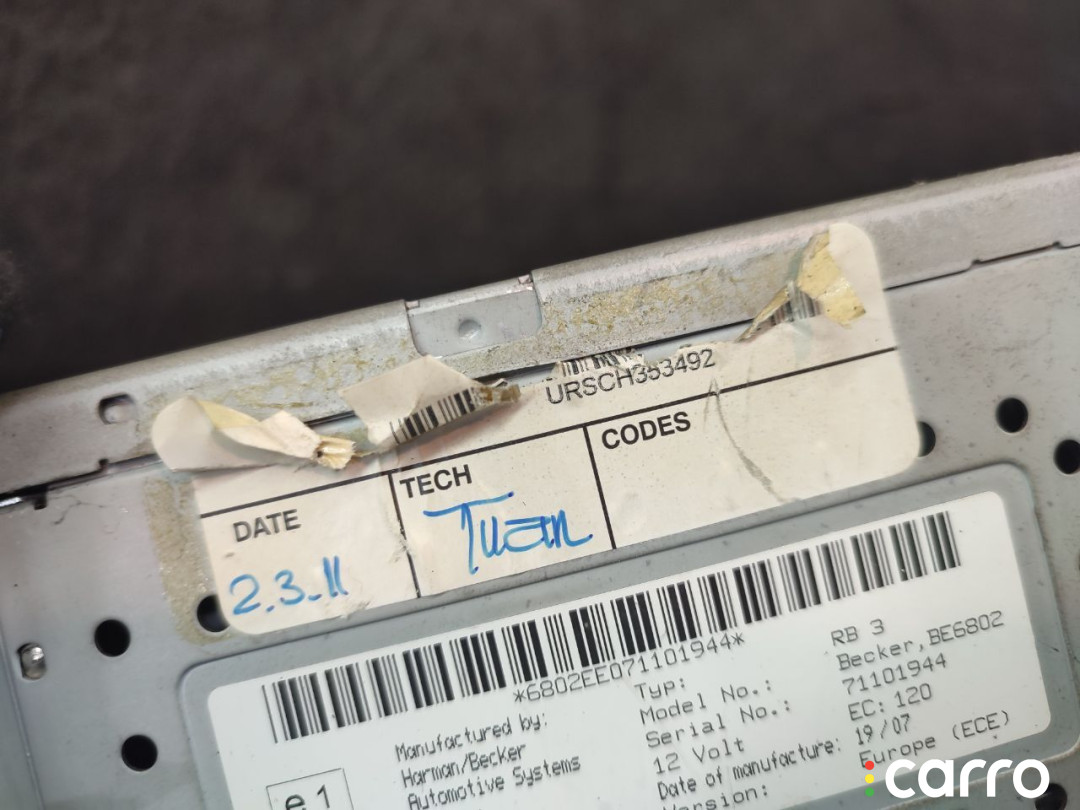 URSCH353492
DATE
TECH
CODES
2.3.11
Tuan
*6802EE071101944*
Manufactured by:
Harman/Becker
Automotive Systems
e1
Typ:
RB 3
Model No.:
Becker, BE6802
Serial No.:
71101944
12 Volt
EC: 120
Date of manufacture:
19/07
Version:
Europe (ECE)
carro